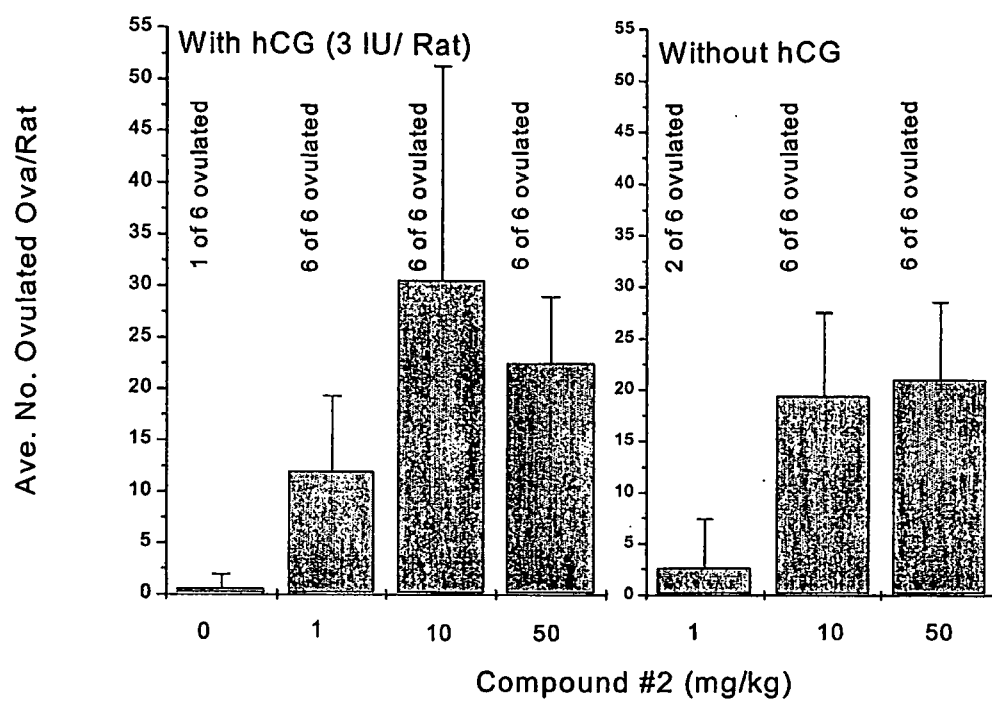 With hCG (3 IU/ Rat)
Without hCG
Ave. No. Ovulated Ova/Rat
55
50
45
40
35
30
25
20
15
10
5
0
1 of 6 ovulated
6 of 6 ovulated
6 of 6 ovulated
6 of 6 ovulated
0
1
10
50
55
50
45
40
35
30
25
20
15
10
5
0
2 of 6 ovulated
6 of 6 ovulated
6 of 6 ovulated
1
10
50
Compound #2 (mg/kg)